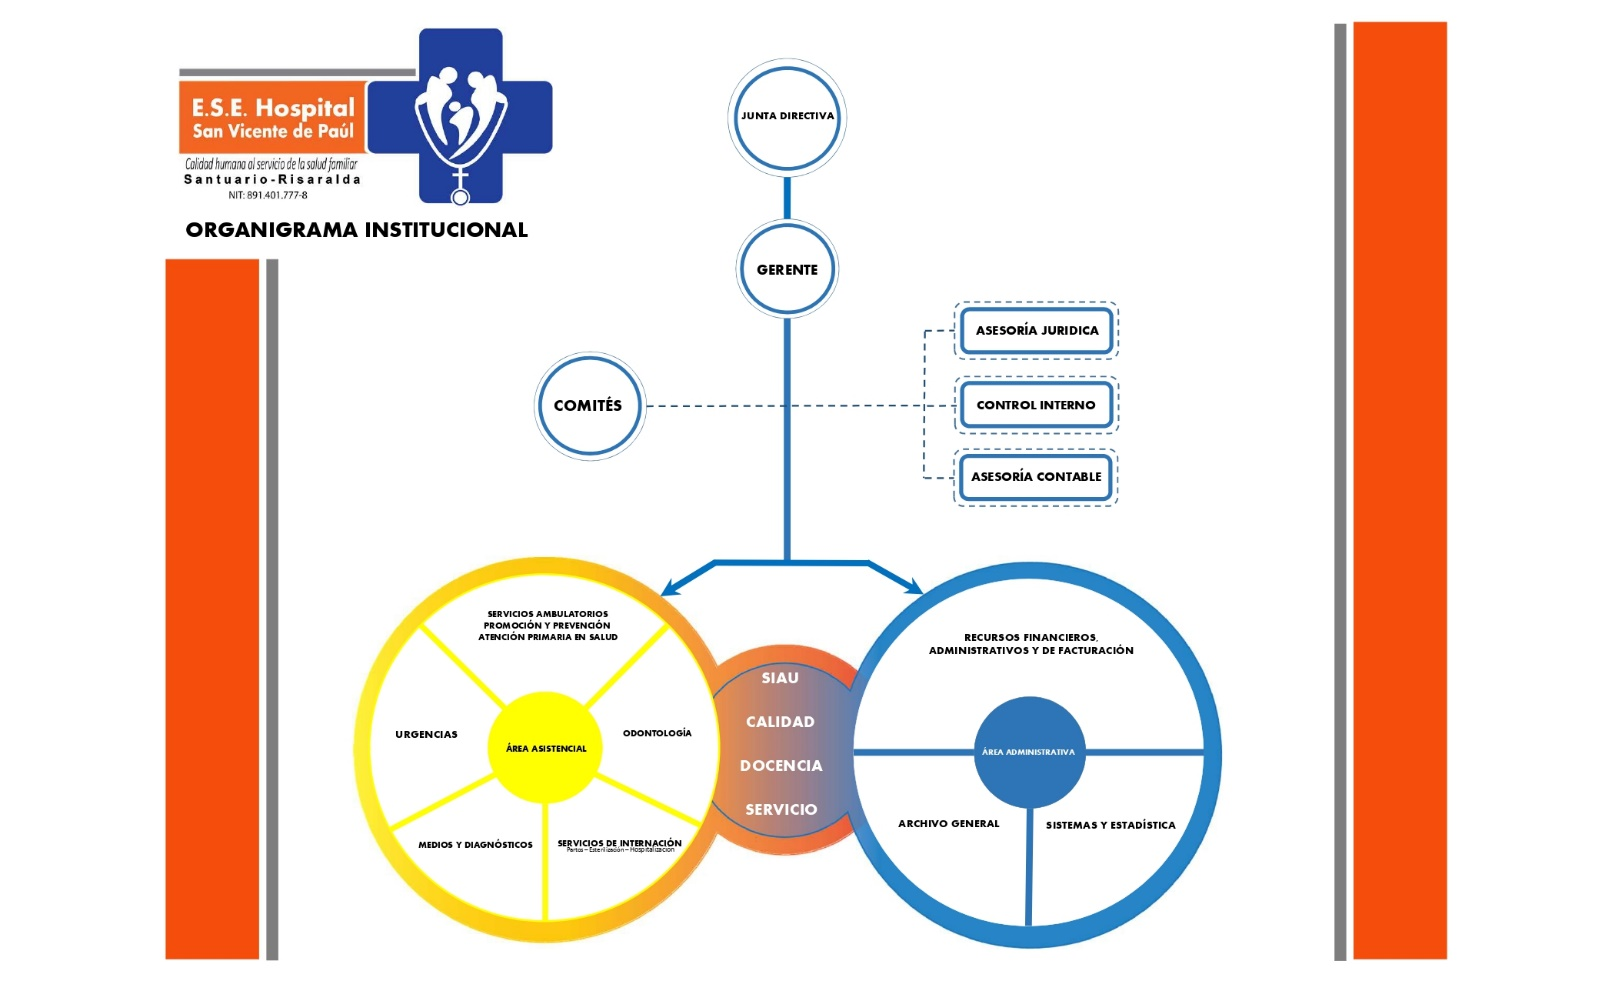 E.S.E. Hospital
San Vicente de Paúl
Calidad humana al servicio de la salud familiar
Santuario-Risaralda
NIT: 891.401.777-8
ORGANIGRAMA INSTITUCIONAL
JUNTA DIRECTIVA
GERENTE
ASESORÍA JURIDICA
COMITÉS
CONTROL INTERNO
ASESORÍA CONTABLE
SERVICIOS AMBULATORIOS
PROMOCIÓN Y PREVENCIÓN
ATENCIÓN PRIMARIA EN SALUD
URGENCIAS
ODONTOLOGÍA
ÁREA ASISTENCIAL
MEDIOS Y DIAGNÓSTICOS
SERVICIOS DE INTERNACIÓN
Partos – Esterilización – Hospitalización
SIAU
CALIDAD
DOCENCIA
SERVICIO
RECURSOS FINANCIEROS,
ADMINISTRATIVOS Y DE FACTURACIÓN
ÁREA ADMINISTRATIVA
ARCHIVO GENERAL
SISTEMAS Y ESTADÍSTICA